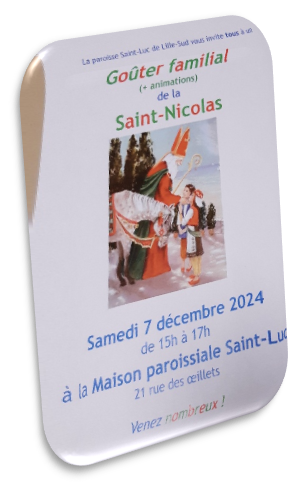 La paroisse Saint-Luc de Lille-Sud vous invite tous à un
Goûter familial
(+ animations)
de la
Saint-Nicolas
Samedi 7 décembre 2024
de 15h à 17h
à la Maison paroissiale Saint-Luc
21 rue des œillets
Venez nombreux !